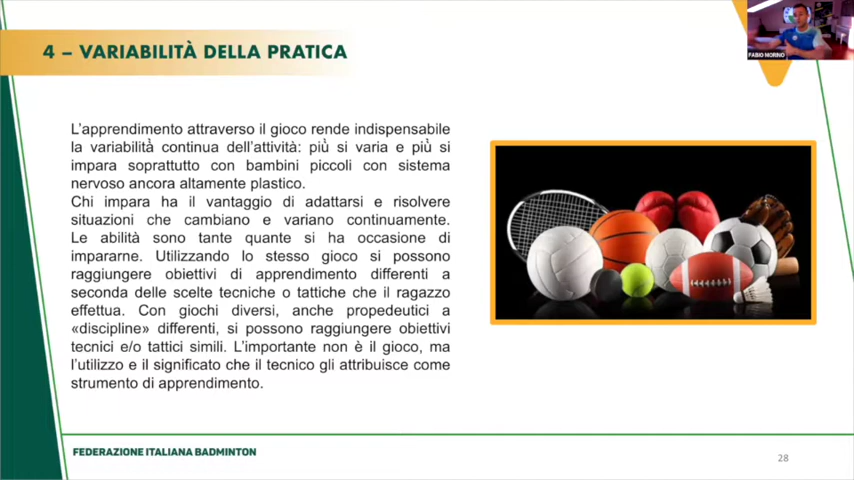 4 – VARIABILITÀ DELLA PRATICA
FABIO MORINO
L'apprendimento attraverso il gioco rende indispensabile
la variabilità continua dell'attività: più si varia e più si
impara soprattutto con bambini piccoli con sistema
nervoso ancora altamente plastico.
Chi impara ha il vantaggio di adattarsi e risolvere
situazioni che cambiano e variano continuamente.
Le abilità sono tante quante si ha occasione di
impararne. Utilizzando lo stesso gioco si possono
raggiungere obiettivi di apprendimento differenti a
seconda delle scelte tecniche o tattiche che il ragazzo
effettua. Con giochi diversi, anche propedeutici a
«discipline» differenti, si possono raggiungere obiettivi
tecnici e/o tattici simili. L'importante non è il gioco, ma
l'utilizzo e il significato che il tecnico gli attribuisce come
strumento di apprendimento.
FEDERAZIONE ITALIANA BADMINTON
28